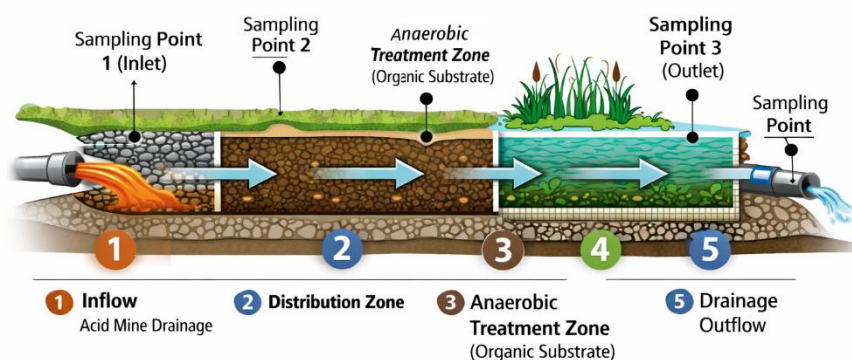 Sampling Point
1 (Inlet)
Sampling
Point 2
Anaerobic
Treatment Zone
(Organic Substrate)
Sampling
Point 3
(Outlet)
Sampling
Point
1
2
3
4
5
1 Inflow
Acid Mine Drainage
2 Distribution Zone
3 Anaerobic
Treatment Zone
(Organic Substrate)
5 Drainage
Outflow